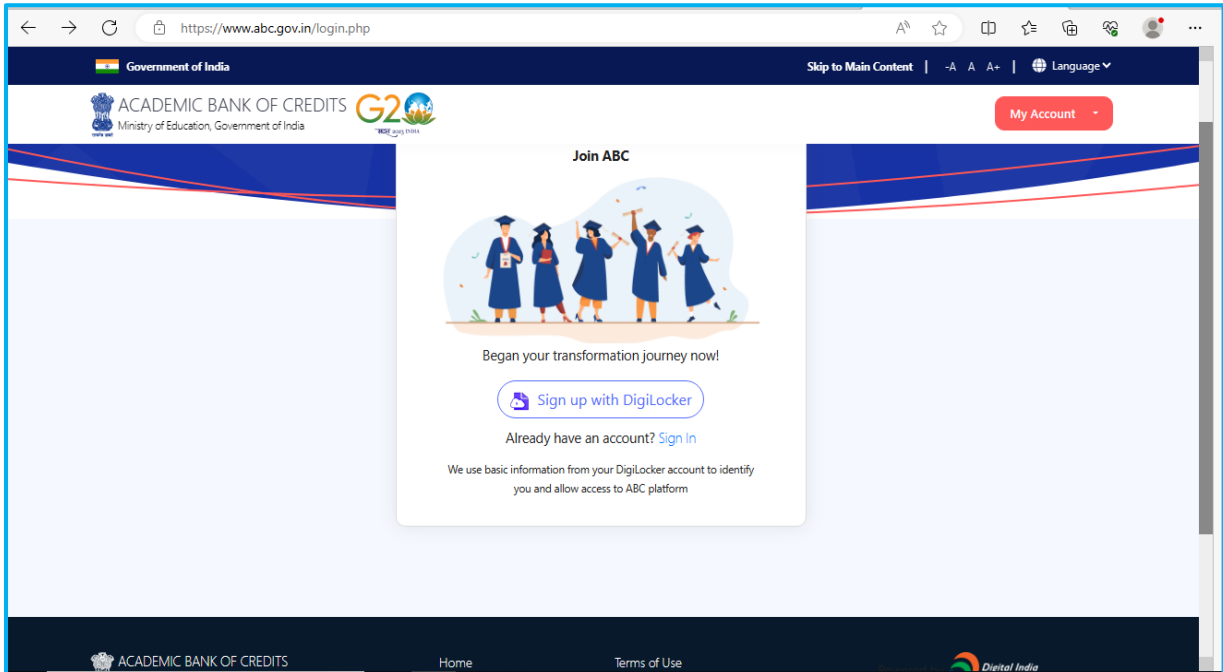 https://www.abc.gov.in/login.php
Government of India
Skip to Main Content | -A A A+ | Language
ACADEMIC BANK OF CREDITS
Ministry of Education, Government of India
G20
My Account
Join ABC
Began your transformation journey now!
Sign up with DigiLocker
Already have an account? Sign In
We use basic information from your DigiLocker account to identify
you and allow access to ABC platform
ACADEMIC BANK OF CREDITS
Home
Terms of Use
Digital India